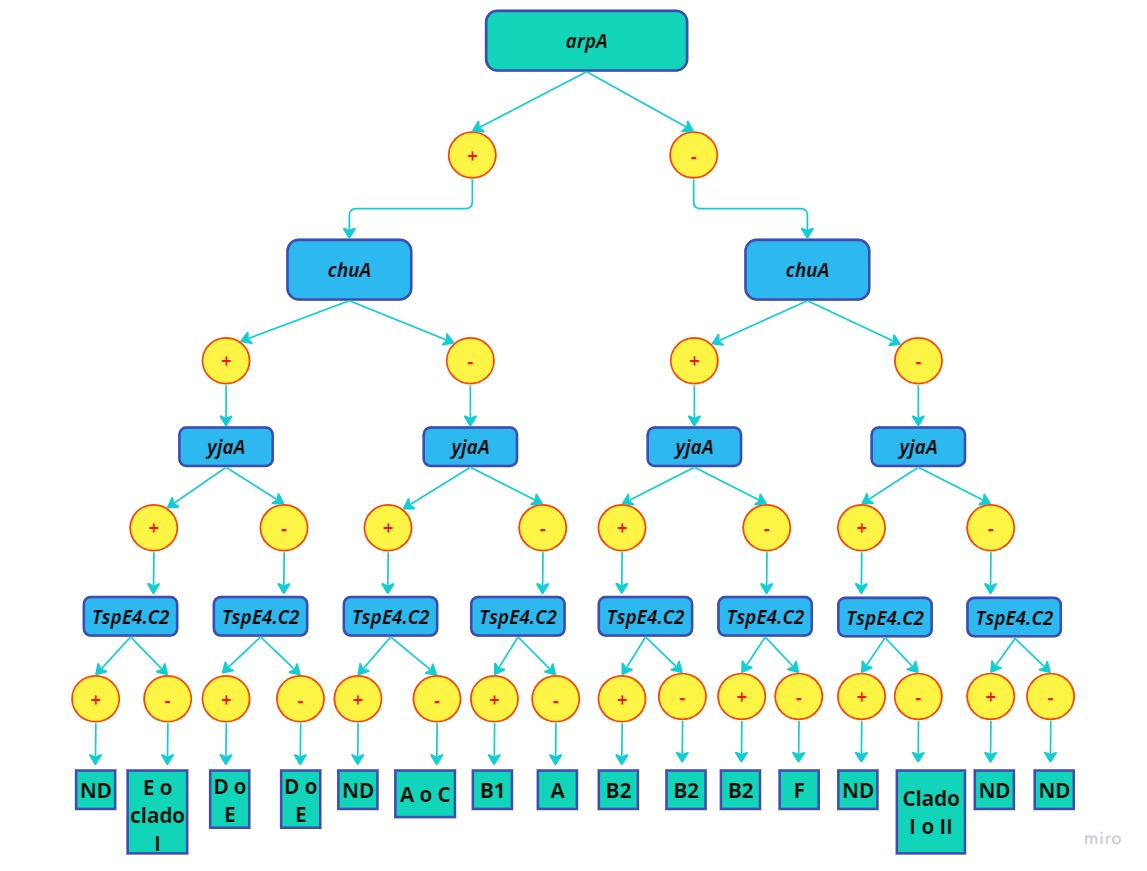 arpA
+
-
chuA
chuA
+
-
+
-
yjaA
yjaA
yjaA
yjaA
+
-
+
-
+
-
+
-
TspE4.C2
TspE4.C2
TspE4.C2
TspE4.C2
TspE4.C2
TspE4.C2
TspE4.C2
TspE4.C2
+
-
+
-
+
-
+
-
+
-
+
-
+
-
+
-
ND
E o
clado
I
D o
E
D o
E
ND
A o C
B1
A
B2
B2
B2
F
ND
Clado
I o II
ND
ND
miro